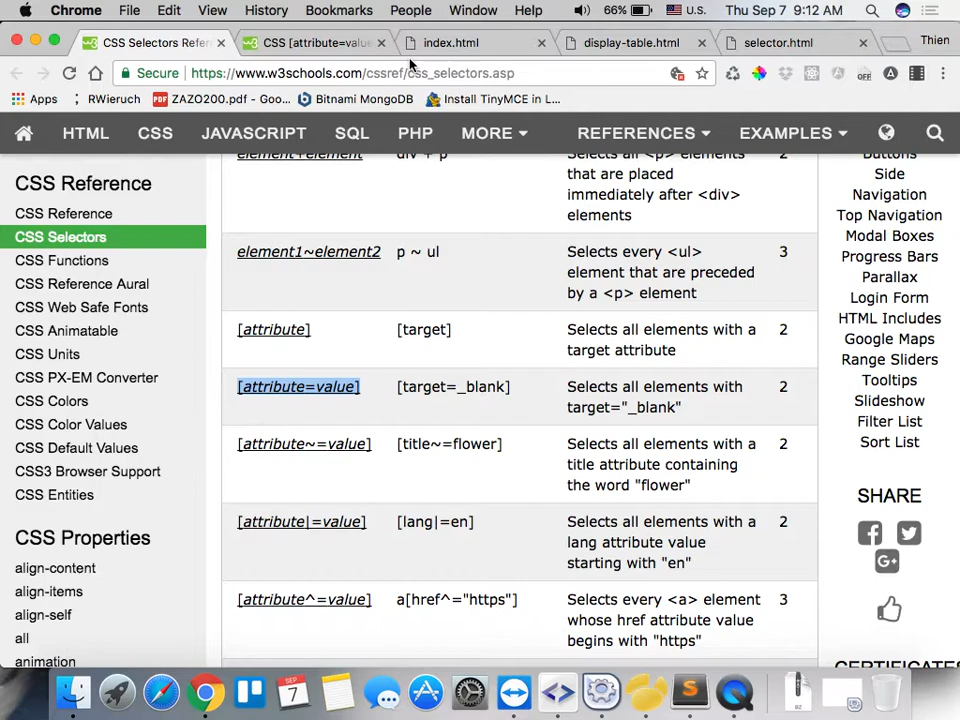 Chrome File Edit View History Bookmarks People Window Help 66% U.S. Thu Sep 7 9:12 AM
CSS Selectors Refer CSS [attribute=value index.html display-table.html selector.html Thien
Secure https://www.w3schools.com/cssref/css_selectors.asp
Apps RWieruch PDF ZAZO200.pdf - Goo... Bitnami MongoDB Install TinyMCE in L...
HTML CSS JAVASCRIPT SQL PHP MORE REFERENCES EXAMPLES
CSS Reference
CSS Reference
CSS Selectors
CSS Functions
CSS Reference Aural
CSS Web Safe Fonts
CSS Animatable
CSS Units
CSS PX-EM Converter
CSS Colors
CSS Color Values
CSS Default Values
CSS3 Browser Support
CSS Entities
CSS Properties
align-content
align-items
align-self
all
animation
element+element div + p Selects all <p> elements 2
that are placed
immediately after <div>
elements
element1~element2 p ~ ul Selects every <ul> 3
element that are preceded
by a <p> element
[attribute] [target] Selects all elements with a 2
target attribute
[attribute=value] [target=_blank] Selects all elements with 2
target="_blank"
[attribute~=value] [title~=flower] Selects all elements with a 2
title attribute containing
the word "flower"
[attribute|=value] [lang|=en] Selects all elements with a 2
lang attribute value
starting with "en"
[attribute^=value] a[href^="https"] Selects every <a> element 3
whose href attribute value
begins with "https"
Buttons
Side
Navigation
Top Navigation
Modal Boxes
Progress Bars
Parallax
Login Form
HTML Includes
Google Maps
Range Sliders
Tooltips
Slideshow
Filter List
Sort List
SHARE
CERTIFICATES
SEP
7